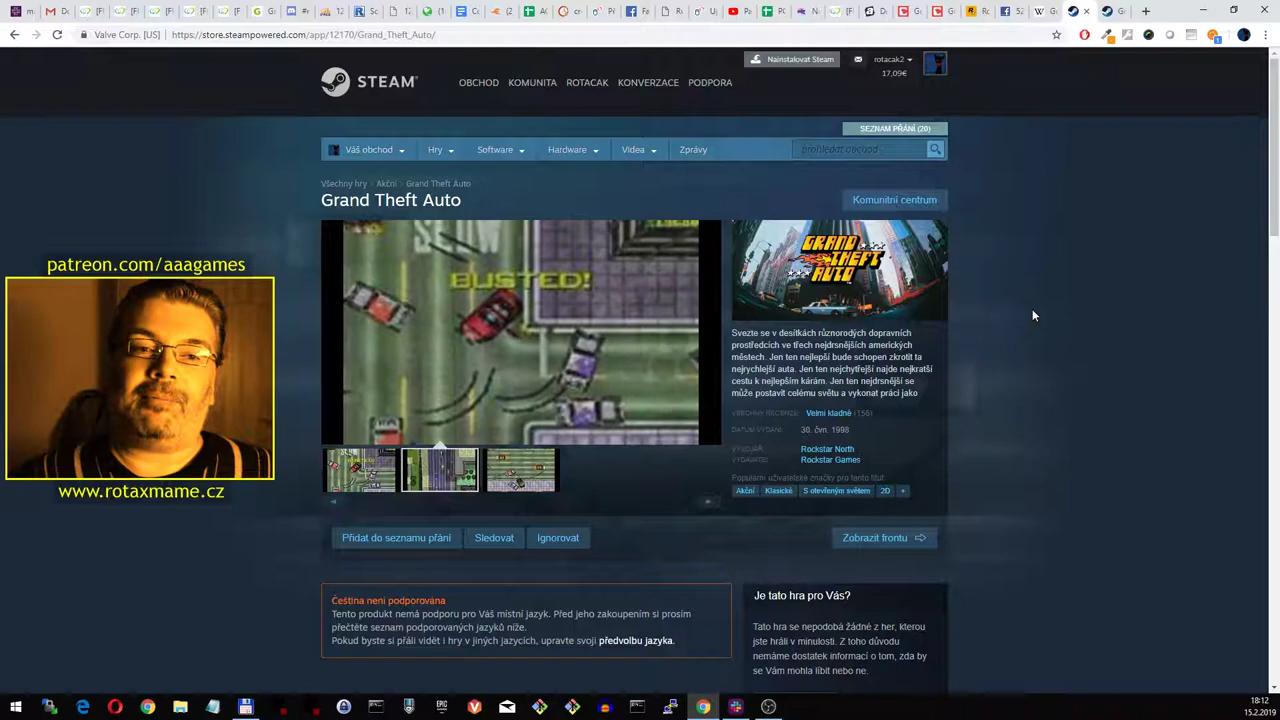 Valve Corp. [US] | https://store.steampowered.com/app/12170/Grand_Theft_Auto/
STEAM
OBCHOD KOMUNITA ROTACAK KONVERZACE PODPORA
Nainstalovat Steam
rotacak2
17,09€
SEZNAM PŘÁNÍ (20)
Váš obchod Hry Software Hardware Videa Zprávy
prohledat obchod
Všechny hry › Akční › Grand Theft Auto
Grand Theft Auto
Komunitní centrum
BUSTED!
GRAND THEFT AUTO
Svezte se v desítkách různorodých dopravních
prostředcích ve třech nejdrsnějších amerických
městech. Jen ten nejlepší bude schopen zkrotit ta
nejrychlejší auta. Jen ten nejchytřejší najde nejkratší
cestu k nejlepším kárám. Jen ten nejdrsnější se
může postavit celému světu a vykonat práci jako
VŠECHNY RECENZE: Velmi kladné (156)
DATUM VYDÁNÍ: 30. čvn. 1998
VÝVOJÁŘ: Rockstar North
VYDAVATEL: Rockstar Games
Populární uživatelské značky pro tento titul:
Akční Klasické S otevřeným světem 2D +
patreon.com/aaagames
www.rotaxmame.cz
Přidat do seznamu přání Sledovat Ignorovat
Zobrazit frontu
Čeština není podporována
Tento produkt nemá podporu pro Váš místní jazyk. Před jeho zakoupením si prosím
přečtěte seznam podporovaných jazyků níže.
Pokud byste si přáli vidět i hry v jiných jazycích, upravte svoji předvolbu jazyka.
Je tato hra pro Vás?
Tato hra se nepodobá žádné z her, kterou
jste hráli v minulosti. Z toho důvodu
nemáme dostatek informací o tom, zda by
se Vám mohla líbit nebo ne.
18:12
15.2.2019